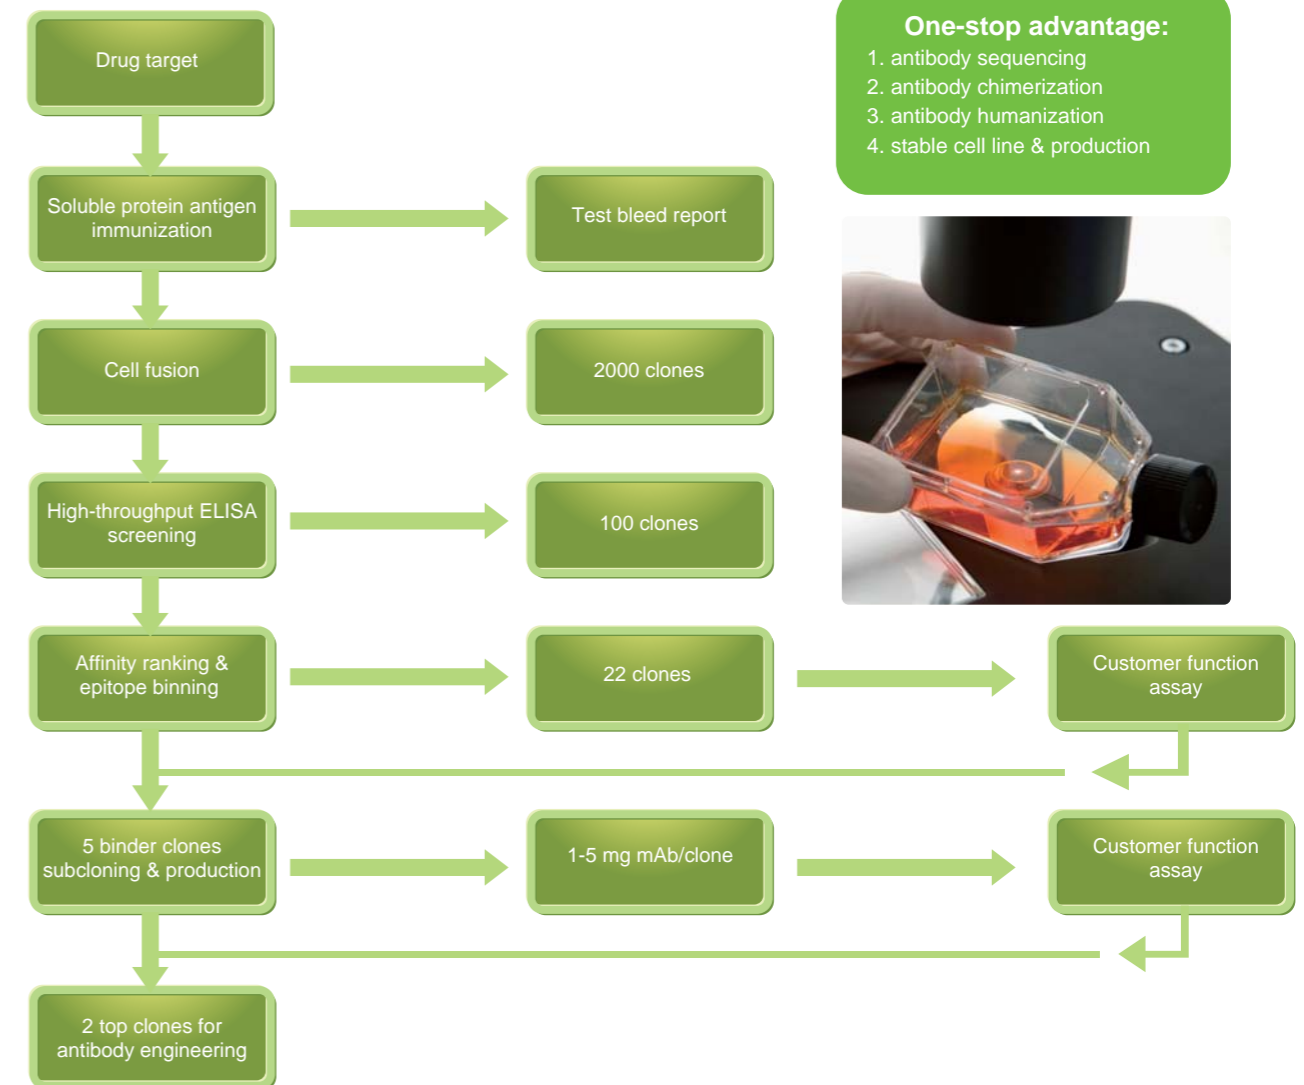 Drug target
One-stop advantage:
1. antibody sequencing
2. antibody chimerization
3. antibody humanization
4. stable cell line & production
Soluble protein antigen
immunization
Test bleed report
Cell fusion
2000 clones
High-throughput ELISA
screening
100 clones
Affinity ranking &
epitope binning
22 clones
Customer function
assay
5 binder clones
subcloning & production
1-5 mg mAb/clone
Customer function
assay
2 top clones for
antibody engineering